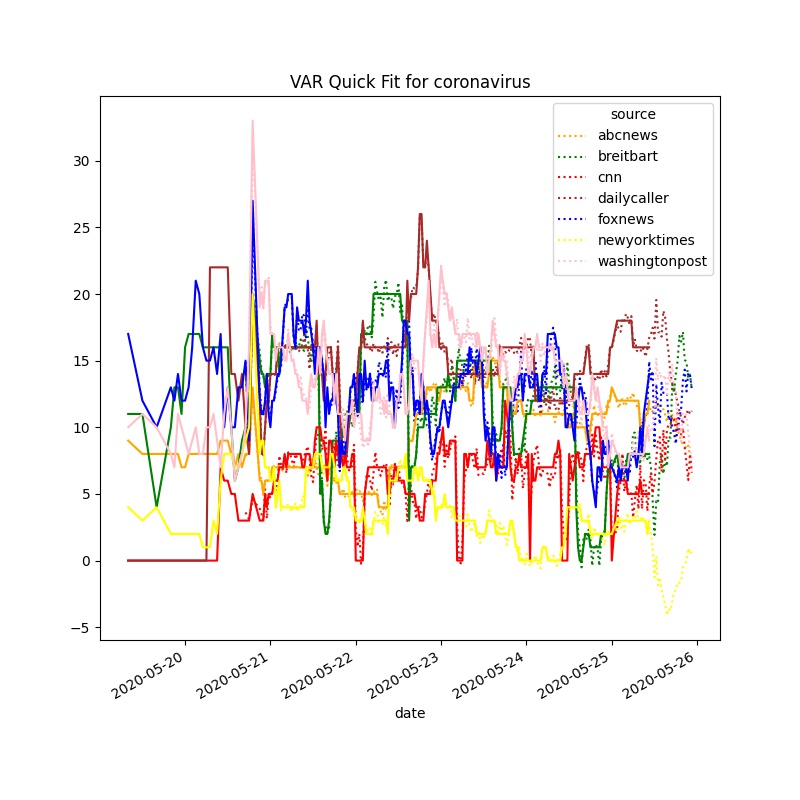 VAR Quick Fit for coronavirus
source
abcnews
breitbart
cnn
dailycaller
foxnews
newyorktimes
washingtonpost
30
25
20
15
10
5
0
−5
2020-05-20
2020-05-21
2020-05-22
2020-05-23
2020-05-24
2020-05-25
2020-05-26
date